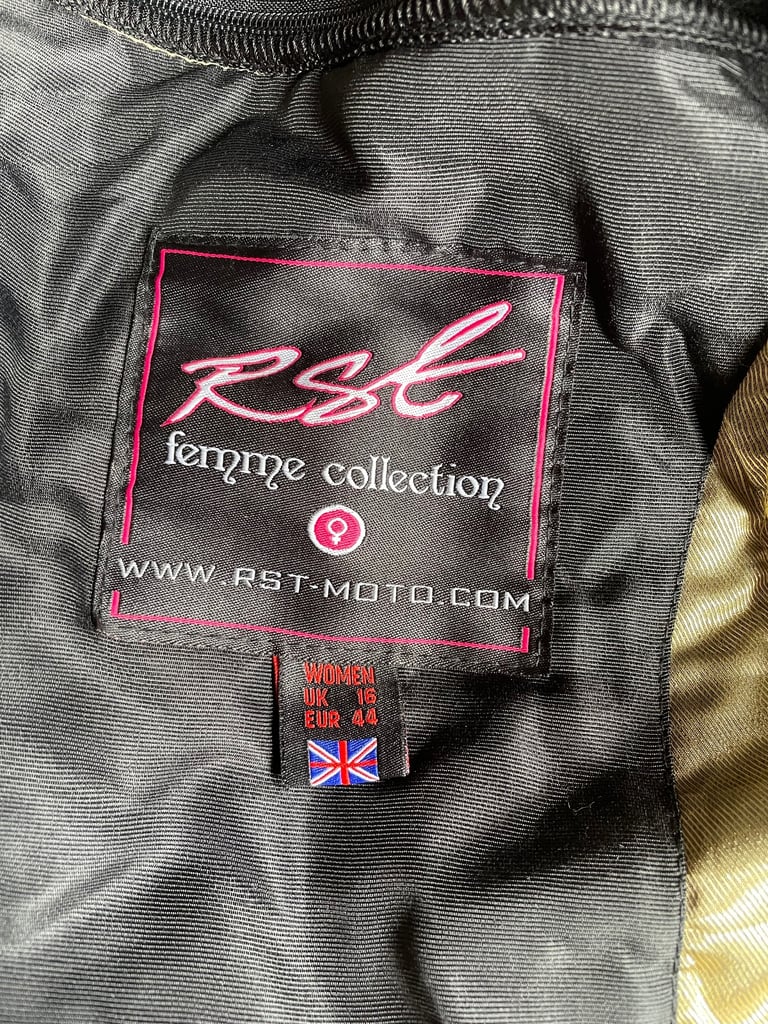 Rst
femme collection
WWW.RST-MOTO.COM
WOMEN
UK 16
EUR 44